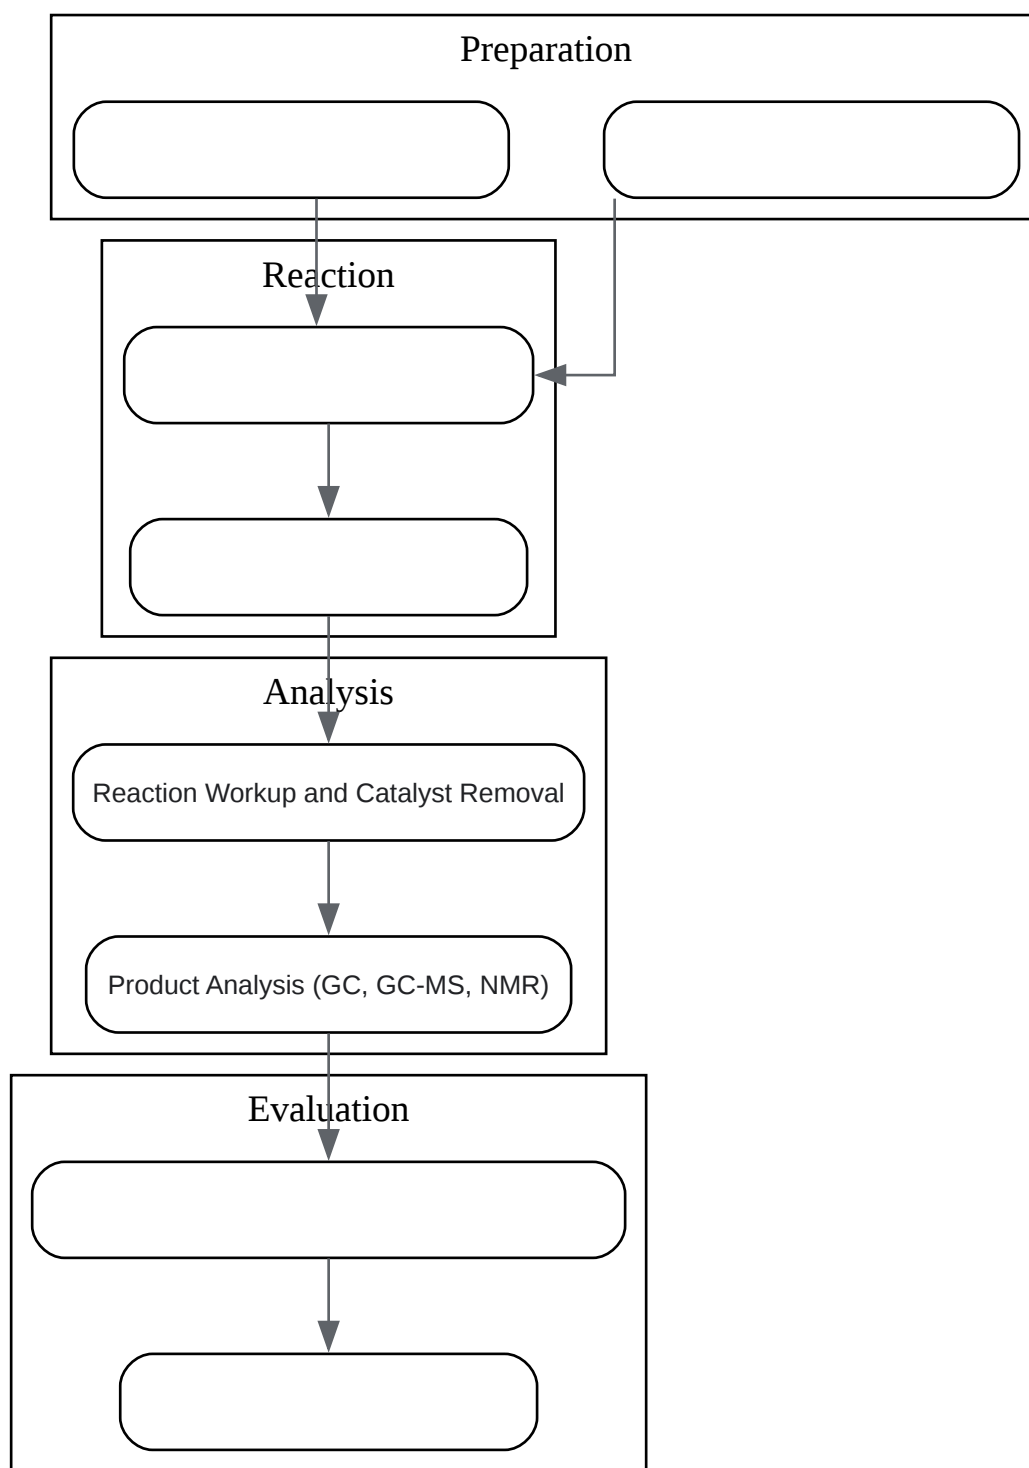 Preparation
Reaction
Analysis
Reaction Workup and Catalyst Removal
Product Analysis (GC, GC-MS, NMR)
Evaluation